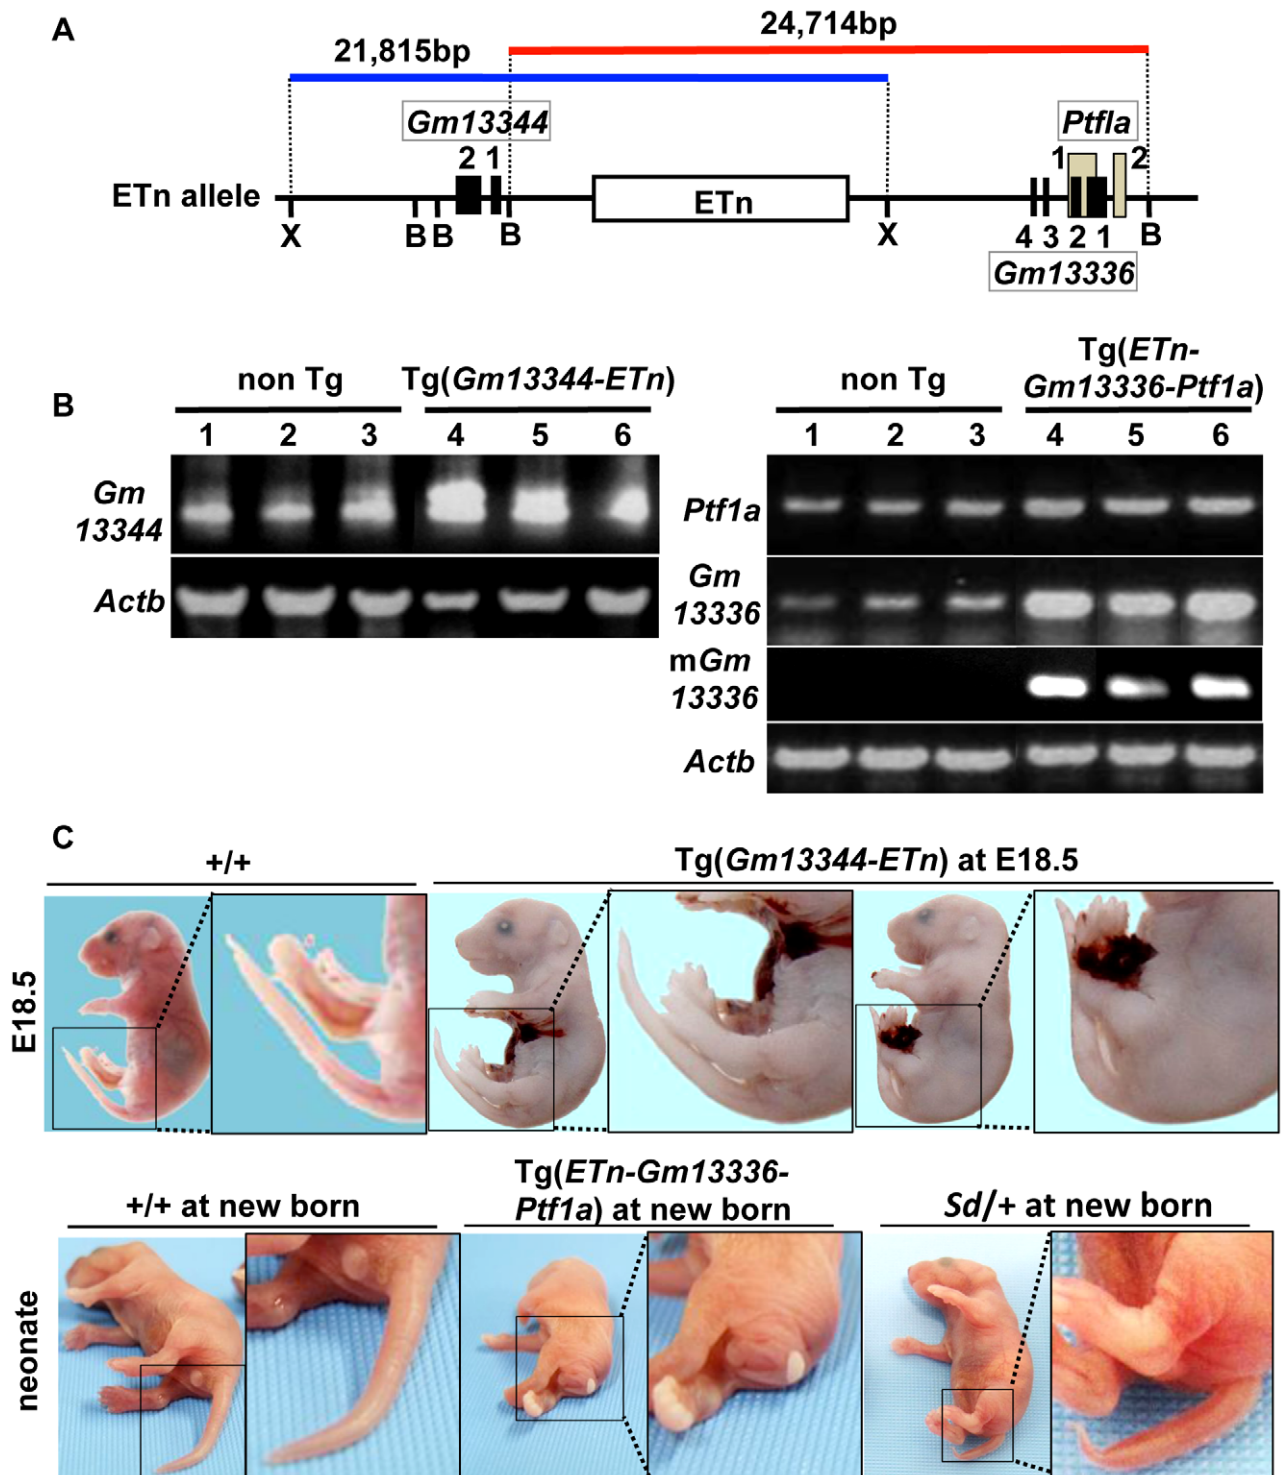 A
24,714bp
21,815bp
Gm13344
Ptf1a
2 1
1 2
ETn allele
ETn
X B B B X B
4 3 2 1
Gm13336
B
non Tg
Tg(Gm13344-ETn)
1 2 3 4 5 6
Gm
13344
Actb
non Tg
Tg(ETn-
Gm13336-Ptf1a)
1 2 3 4 5 6
Ptf1a
Gm
13336
mGm
13336
Actb
C
+/+
Tg(Gm13344-ETn) at E18.5
E18.5
+/+ at new born
Tg(ETn-Gm13336-
Ptf1a) at new born
Sd/+ at new born
neonate